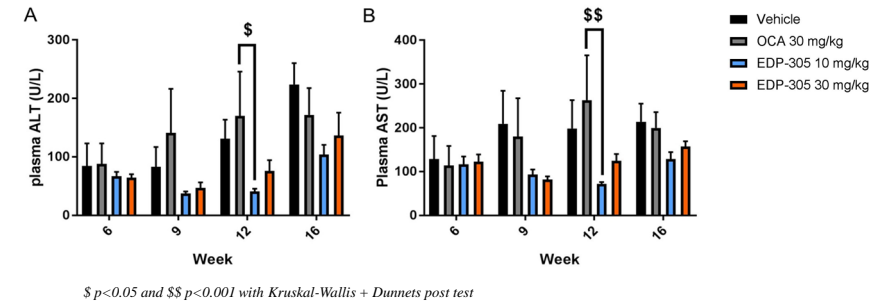 A
B
$
$$
Vehicle
OCA 30 mg/kg
EDP-305 10 mg/kg
EDP-305 30 mg/kg
plasma ALT (U/L)
300
200
100
0
6
9
12
16
Week
Plasma AST (U/L)
400
300
200
100
0
6
9
12
16
Week
$ p<0.05 and $$ p<0.001 with Kruskal-Wallis + Dunnets post test